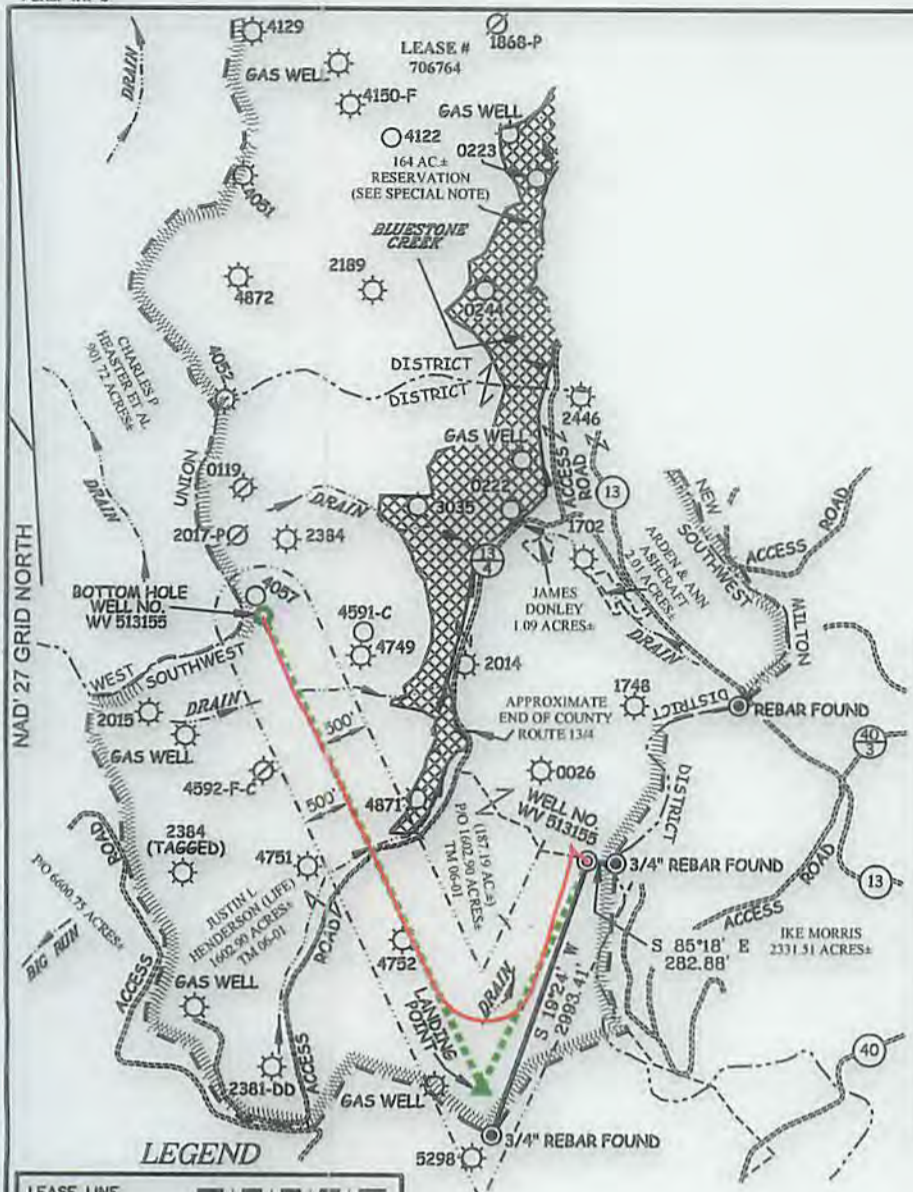 4129
1868-P
LEASE #
706764
DRAIN
GAS WELL
4150-F
GAS WELL
4122
0223
164 AC.±
RESERVATION
(SEE SPECIAL NOTE)
4051
BLUESTONE
CREEK
2189
4872
0244
CHARLES P
HEASTER ET AL
901 72 ACRES±
4052
DISTRICT
DISTRICT
2446
GAS WELL
UNION
ACCESS
ROAD
0119
DRAIN
DRAIN
3035
0222
13
NEW
SOUTHWEST
ACCESS ROAD
2017-P
2384
1702
13
4
ARDEN & ANN
ASHCRAFT
2.01 ACRES±
NAD'27 GRID NORTH
BOTTOM HOLE
WELL NO.
WV 513155
4057
JAMES
DONLEY
1.09 ACRES±
MILTON
4591-C
4749
DRAIN
2014
WEST
SOUTHWEST
2015
DRAIN
GAS WELL
1748
DISTRICT
REBAR FOUND
APPROXIMATE
END OF COUNTY
ROUTE 13/4
500'
40
3
4592-F-C
500'
0026
DISTRICT
4871
WELL NO.
WV 513155
(187.19 AC.±)
P/O 1602.90 ACRES±
TM 06-01
2384
(TAGGED)
4751
3/4" REBAR FOUND
ROAD
ROAD
13
P/O 6600.75 ACRES±
BIG RUN
JUSTIN L
HENDERSON (LIFE)
1602.90 ACRES±
TM 06-01
ROAD
ACCESS
IKE MORRIS
2331.51 ACRES±
S 85°18' E
282.88'
4752
DRAIN
S 19°24' W
2993.41'
ACCESS
GAS WELL
LANDING
POINT
40
2381-DD
ACCESS
GAS WELL
3/4" REBAR FOUND
5298
LEGEND
LEASE LINE